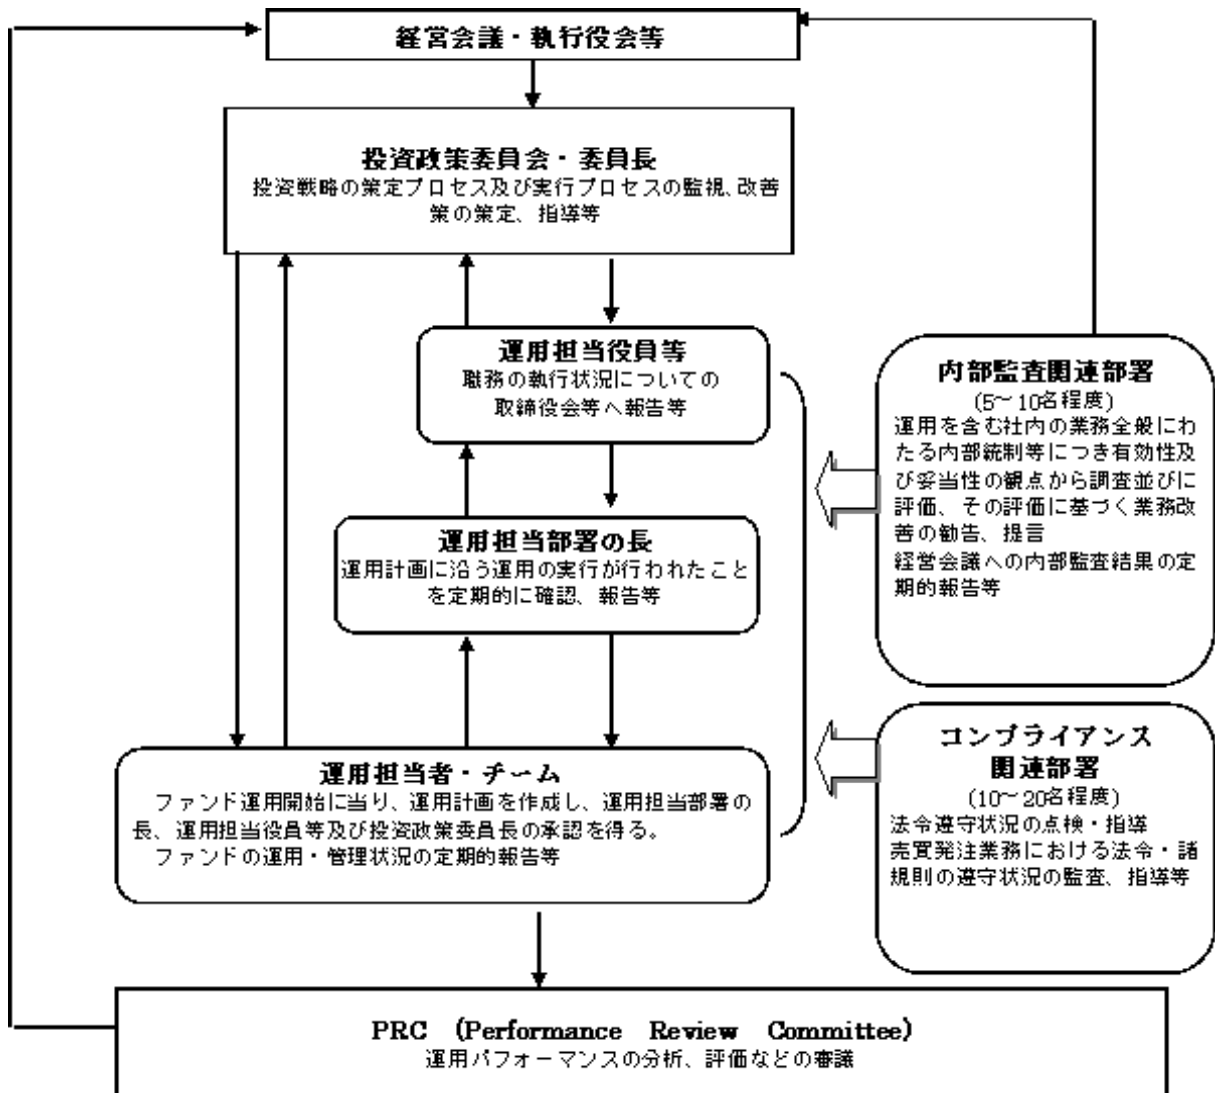 経営会議・執行役会等
投資政策委員会・委員長
投資戦略の策定プロセス及び実行プロセスの監視、改善
策の策定、指導等
運用担当役員等
職務の執行状況についての
取締役会等へ報告等
運用担当部署の長
運用計画に沿う運用の実行が行われたこと
を定期的に確認、報告等
運用担当者・チーム
ファンド運用開始に当り、運用計画を作成し、運用担当部署の
長、運用担当役員等及び投資政策委員長の承認を得る。
ファンドの運用・管理状況の定期的報告等
内部監査関連部署
(5～10名程度)
運用を含む社内の業務全般にわ
たる内部統制等につき有効性及
び妥当性の観点から調査並びに
評価、その評価に基づく業務改
善の勧告、提言
経営会議への内部監査結果の定
期的報告等
コンプライアンス
関連部署
(10～20名程度)
法令遵守状況の点検・指導
売買発注業務における法令・諸
規則の遵守状況の監査、指導等
PRC (Performance Review Committee)
運用パフォーマンスの分析、評価などの審議